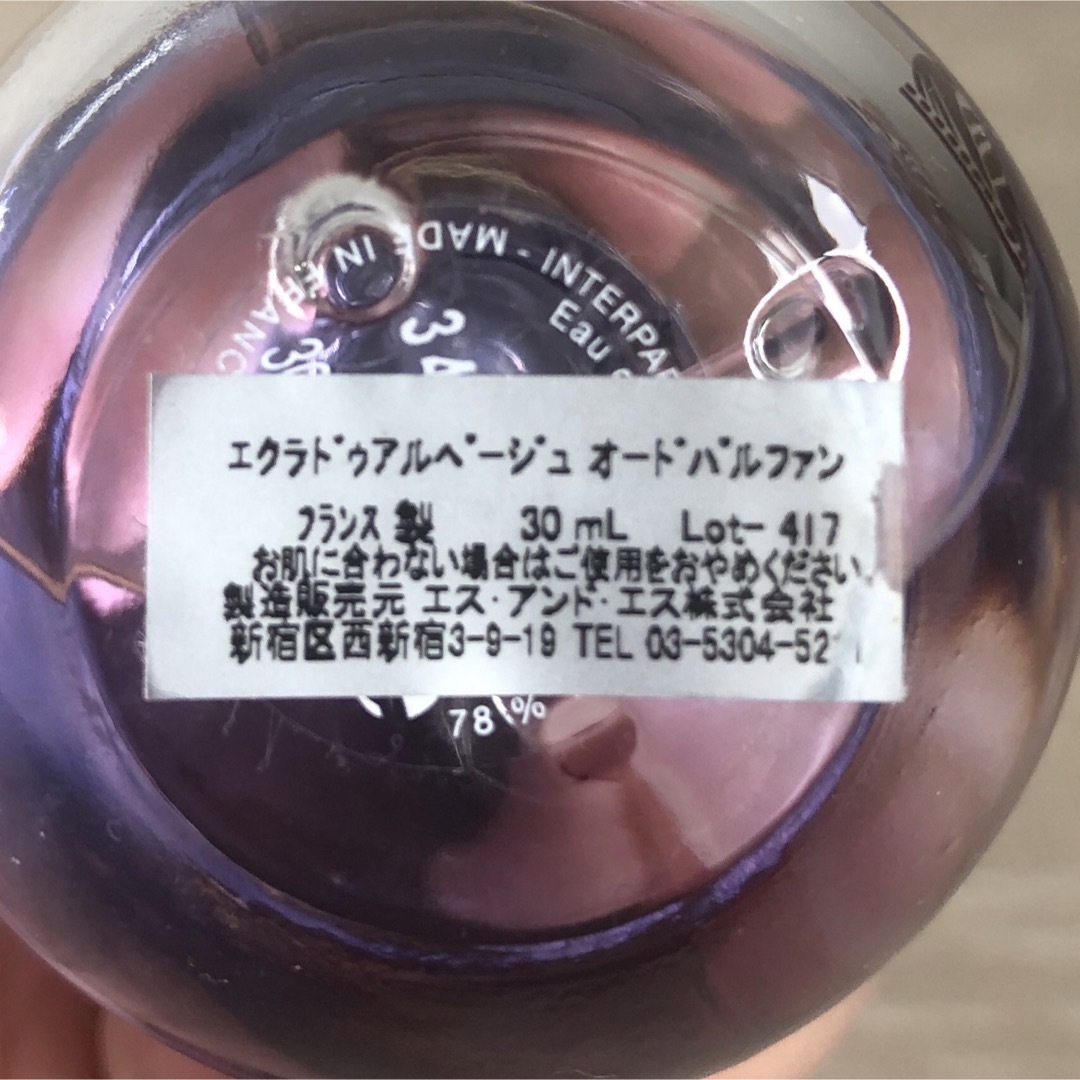 - INTERPA
MADE IN FRANC
Eau
34
エクラドゥアルページュ オードパルファン
フランス製 30 mL Lot- 417
お肌に合わない場合はご使用をおやめください.
製造販売元 エス・アンド・エス株式会社
新宿区西新宿3-9-19 TEL 03-5304-52
78%